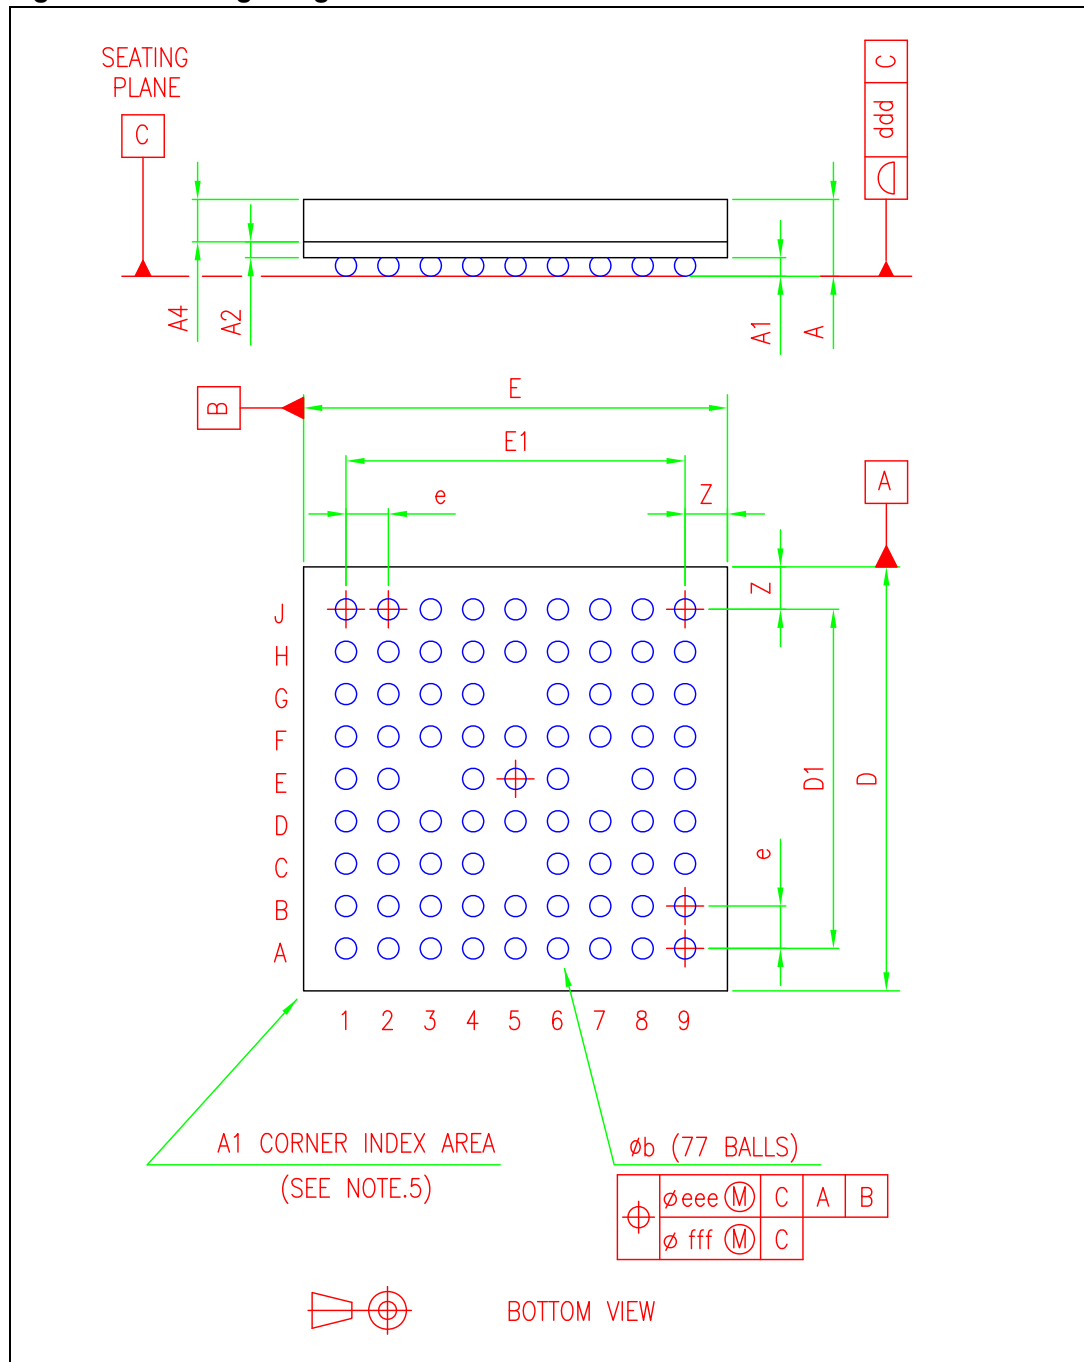 SEATING
PLANE
C
ddd C
A4
A2
A1
A
B
E
E1
e
Z
A
Z
J
H
G
F
E
D
C
B
A
D1
D
e
1 2 3 4 5 6 7 8 9
A1 CORNER INDEX AREA
(SEE NOTE.5)
øb (77 BALLS)
ø eee Ⓜ C A B
ø fff Ⓜ C
BOTTOM VIEW